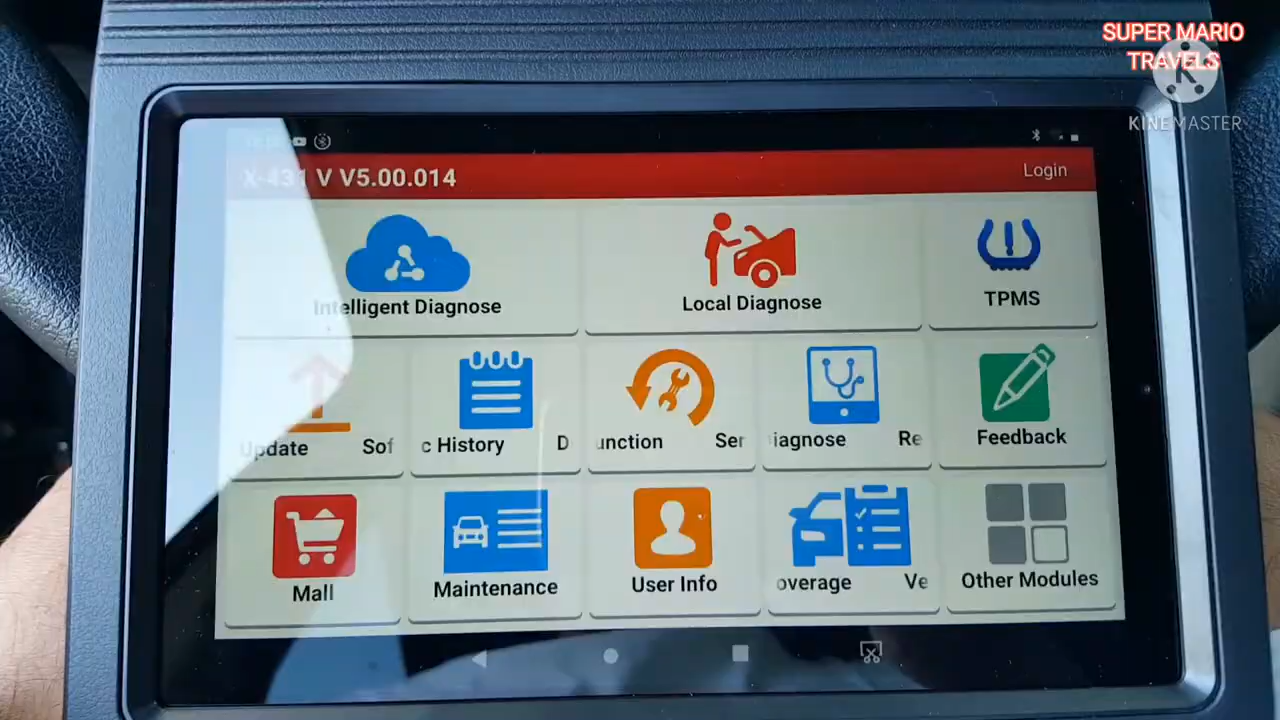 SUPER MARIO
TRAVELS
KINEMASTER
X-431 V V5.00.014
Login
Intelligent Diagnose
Local Diagnose
TPMS
Update Sof
c History D
unction Ser
iagnose Re
Feedback
Mall
Maintenance
User Info
overage Ve
Other Modules